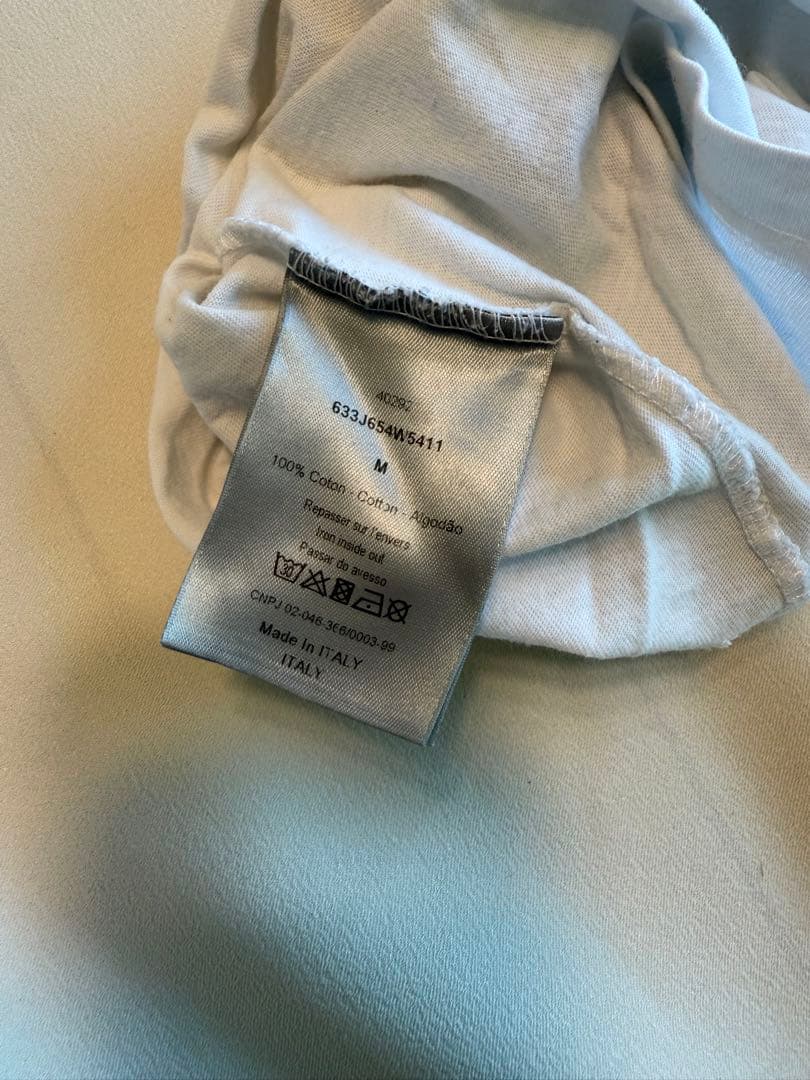 40292
633J654W5411
M
100% Coton - Cotton - Algodão
Repasser sur l'envers
Iron inside out
Passar do avesso
30
CNPJ 02-046-366/0003-99
Made In ITALY
ITALY